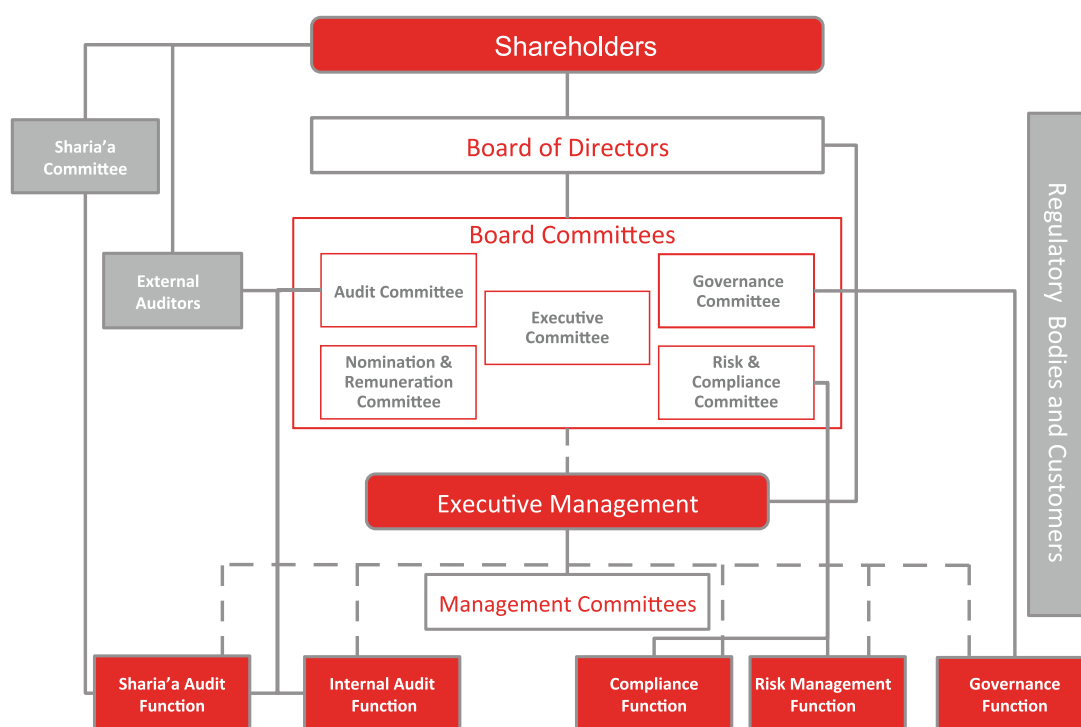 Shareholders
Sharia'a
Committee
Board of Directors
Board Committees
External
Auditors
Audit Committee
Executive
Committee
Governance
Committee
Nomination &
Remuneration
Committee
Risk &
Compliance
Committee
Regulatory Bodies and Customers
Executive Management
Management Committees
Sharia'a Audit
Function
Internal Audit
Function
Compliance
Function
Risk Management
Function
Governance
Function